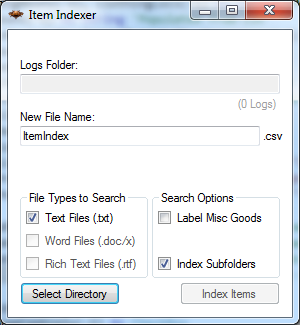 Item Indexer
Logs Folder:
(0 Logs)
New File Name:
ItemIndex .csv
File Types to Search
Text Files (.txt)
Word Files (.doc/x)
Rich Text Files (.rtf)
Search Options
Label Misc Goods
Index Subfolders
Select Directory
Index Items